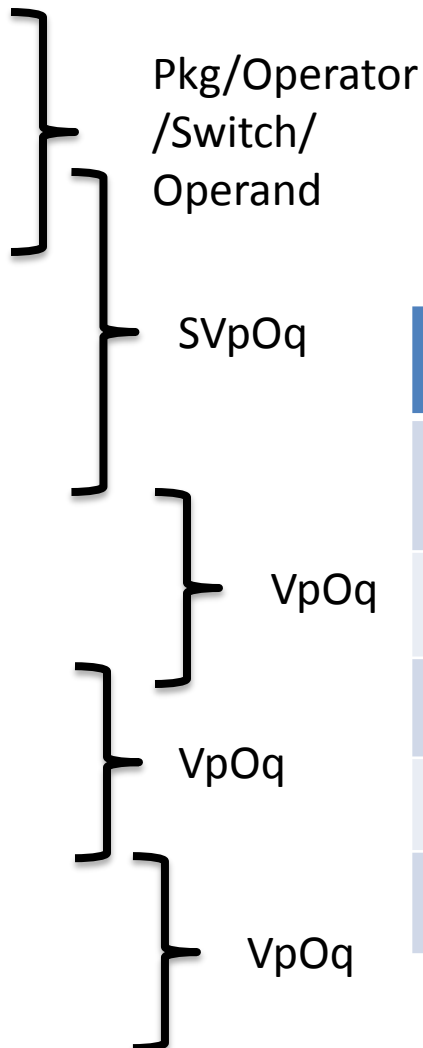 Pkg/Operator
/Switch/
Operand
SVpOq
VpOq
VpOq
VpOq